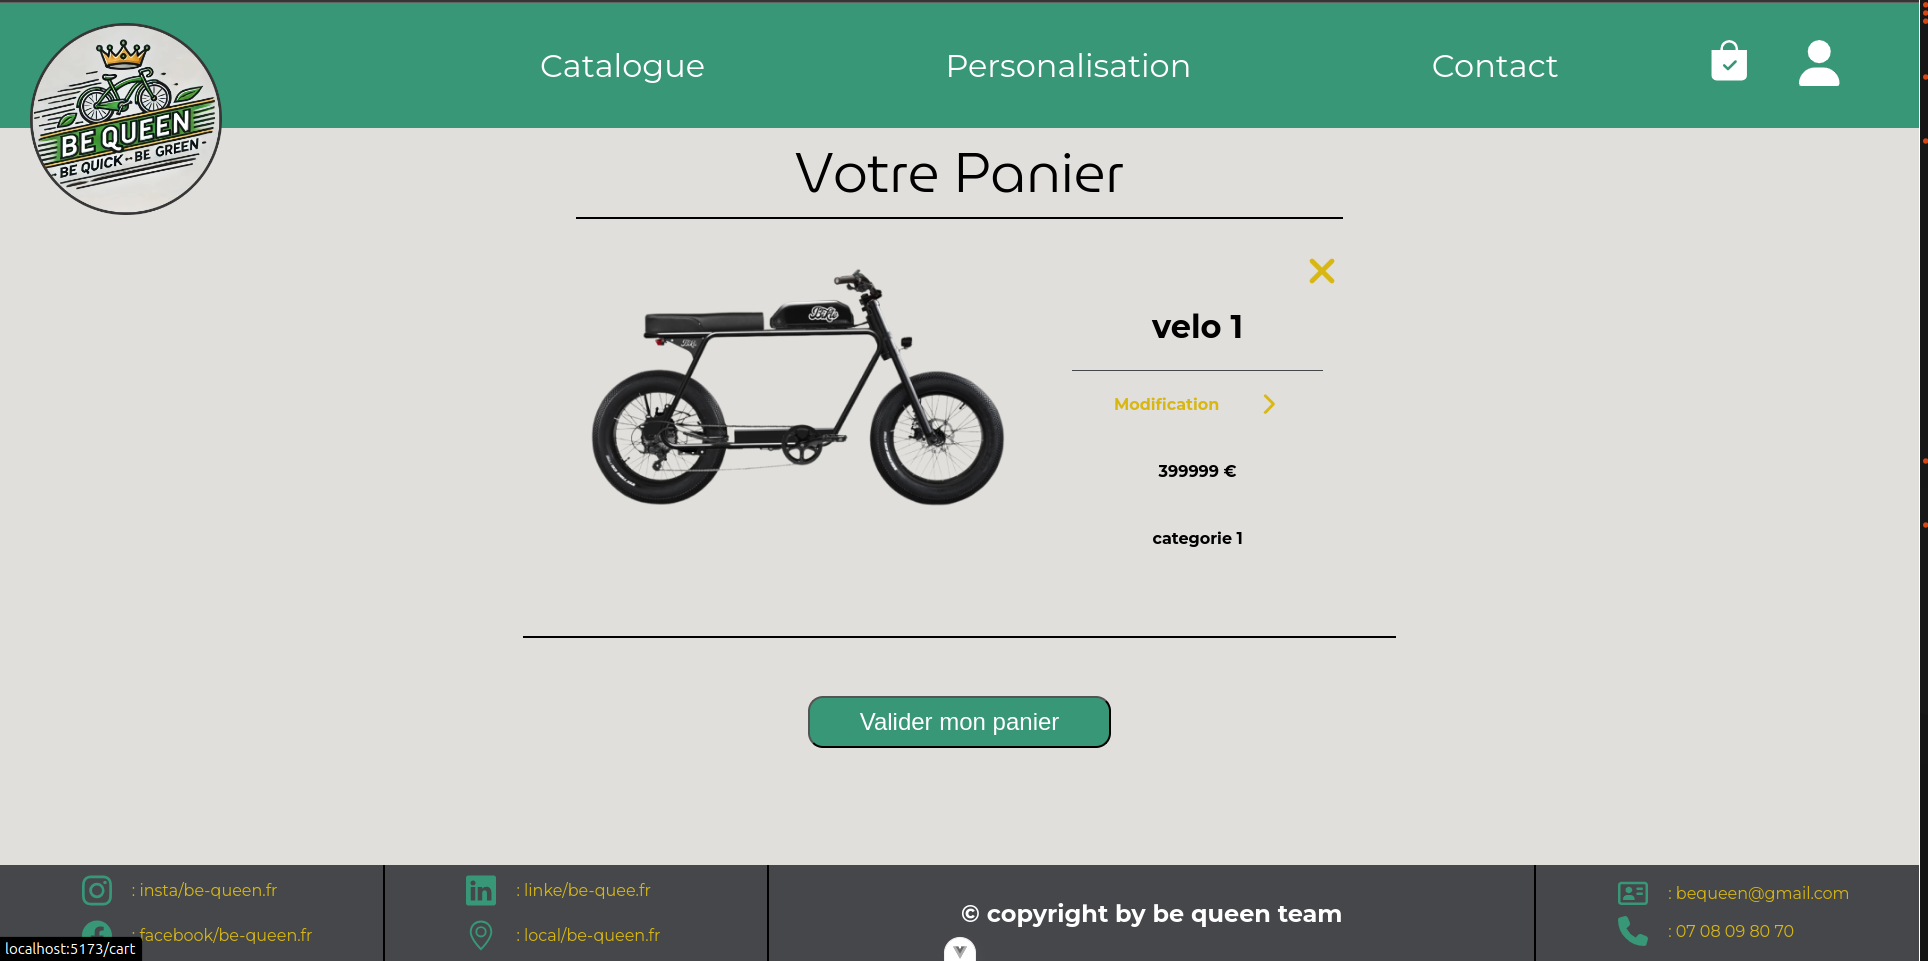 BE QUEEN
- BE QUICK -- BE GREEN -
Catalogue
Personalisation
Contact
Votre Panier
velo 1
Modification
399999 €
categorie 1
Valider mon panier
: insta/be-queen.fr
: facebook/be-queen.fr
: linke/be-quee.fr
: local/be-queen.fr
© copyright by be queen team
: bequeen@gmail.com
: 07 08 09 80 70
localhost:5173/cart